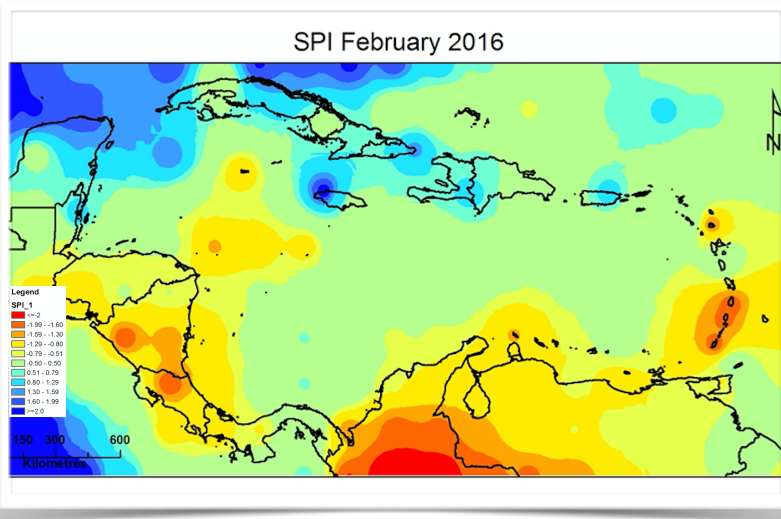 SPI February 2016
N
Legend
SPI_1
<=-2
-1.99 - -1.60
-1.59 - -1.30
-1.29 - -0.80
-0.79 - -0.51
-0.50 - 0.50
0.51 - 0.79
0.80 - 1.29
1.30 - 1.59
1.60 - 1.99
>=2.0
150 300 600
Kilometres